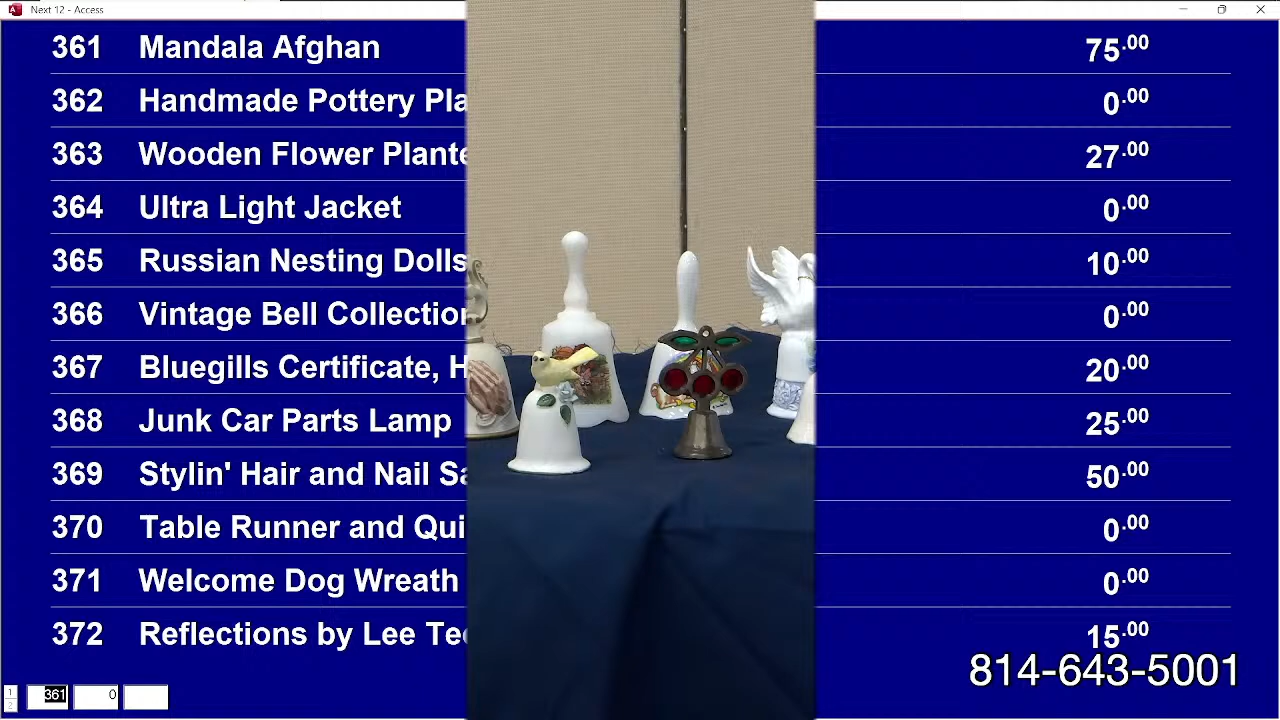 Next 12 - Access
361 Mandala Afghan 75.00
362 Handmade Pottery Pla 0.00
363 Wooden Flower Plante 27.00
364 Ultra Light Jacket 0.00
365 Russian Nesting Dolls 10.00
366 Vintage Bell Collection 0.00
367 Bluegills Certificate, H 20.00
368 Junk Car Parts Lamp 25.00
369 Stylin' Hair and Nail Sa 50.00
370 Table Runner and Qui 0.00
371 Welcome Dog Wreath 0.00
372 Reflections by Lee Tec 15.00
814-643-5001
1
2
361 0